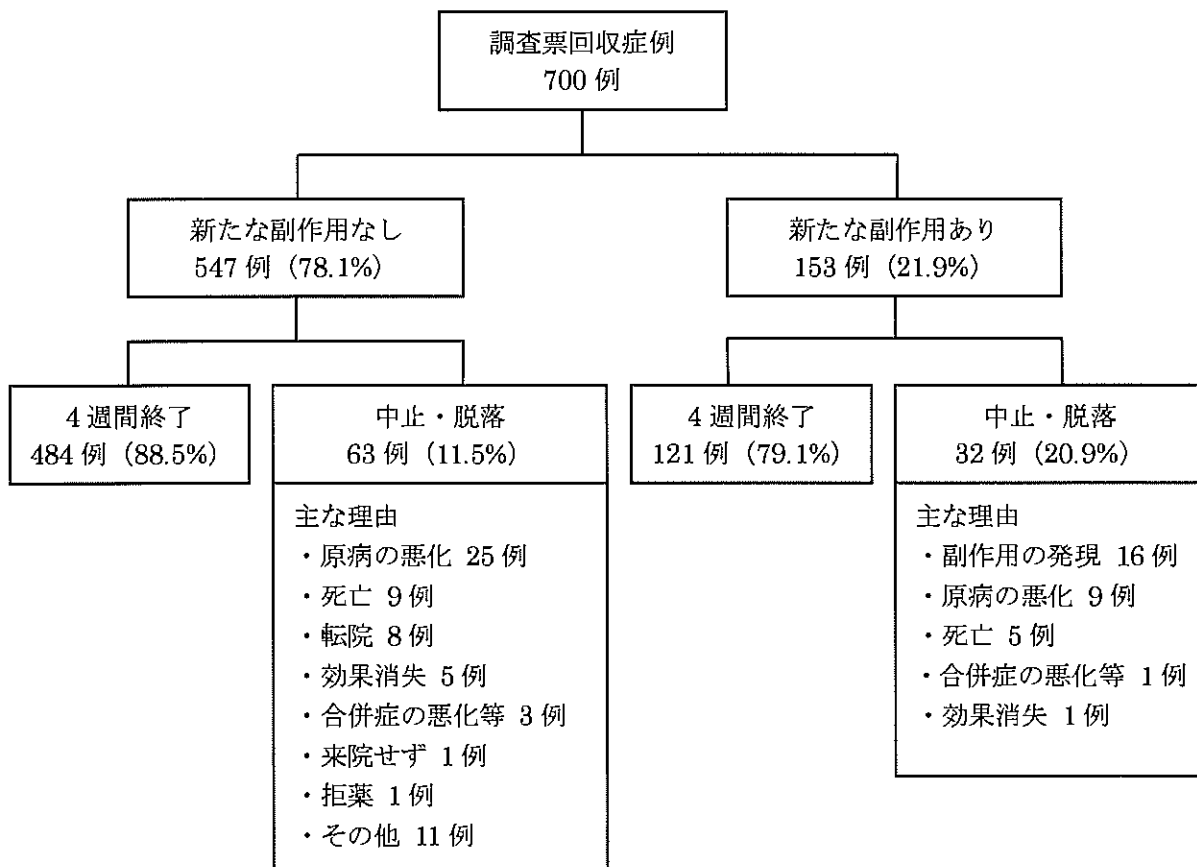 調査票回収症例
700 例
新たな副作用なし
547 例（78.1%）
新たな副作用あり
153 例（21.9%）
4 週間終了
484 例（88.5%）
中止・脱落
63 例（11.5%）
主な理由
・原病の悪化 25 例
・死亡 9 例
・転院 8 例
・効果消失 5 例
・合併症の悪化等 3 例
・来院せず 1 例
・拒薬 1 例
・その他 11 例
4 週間終了
121 例（79.1%）
中止・脱落
32 例（20.9%）
主な理由
・副作用の発現 16 例
・原病の悪化 9 例
・死亡 5 例
・合併症の悪化等 1 例
・効果消失 1 例